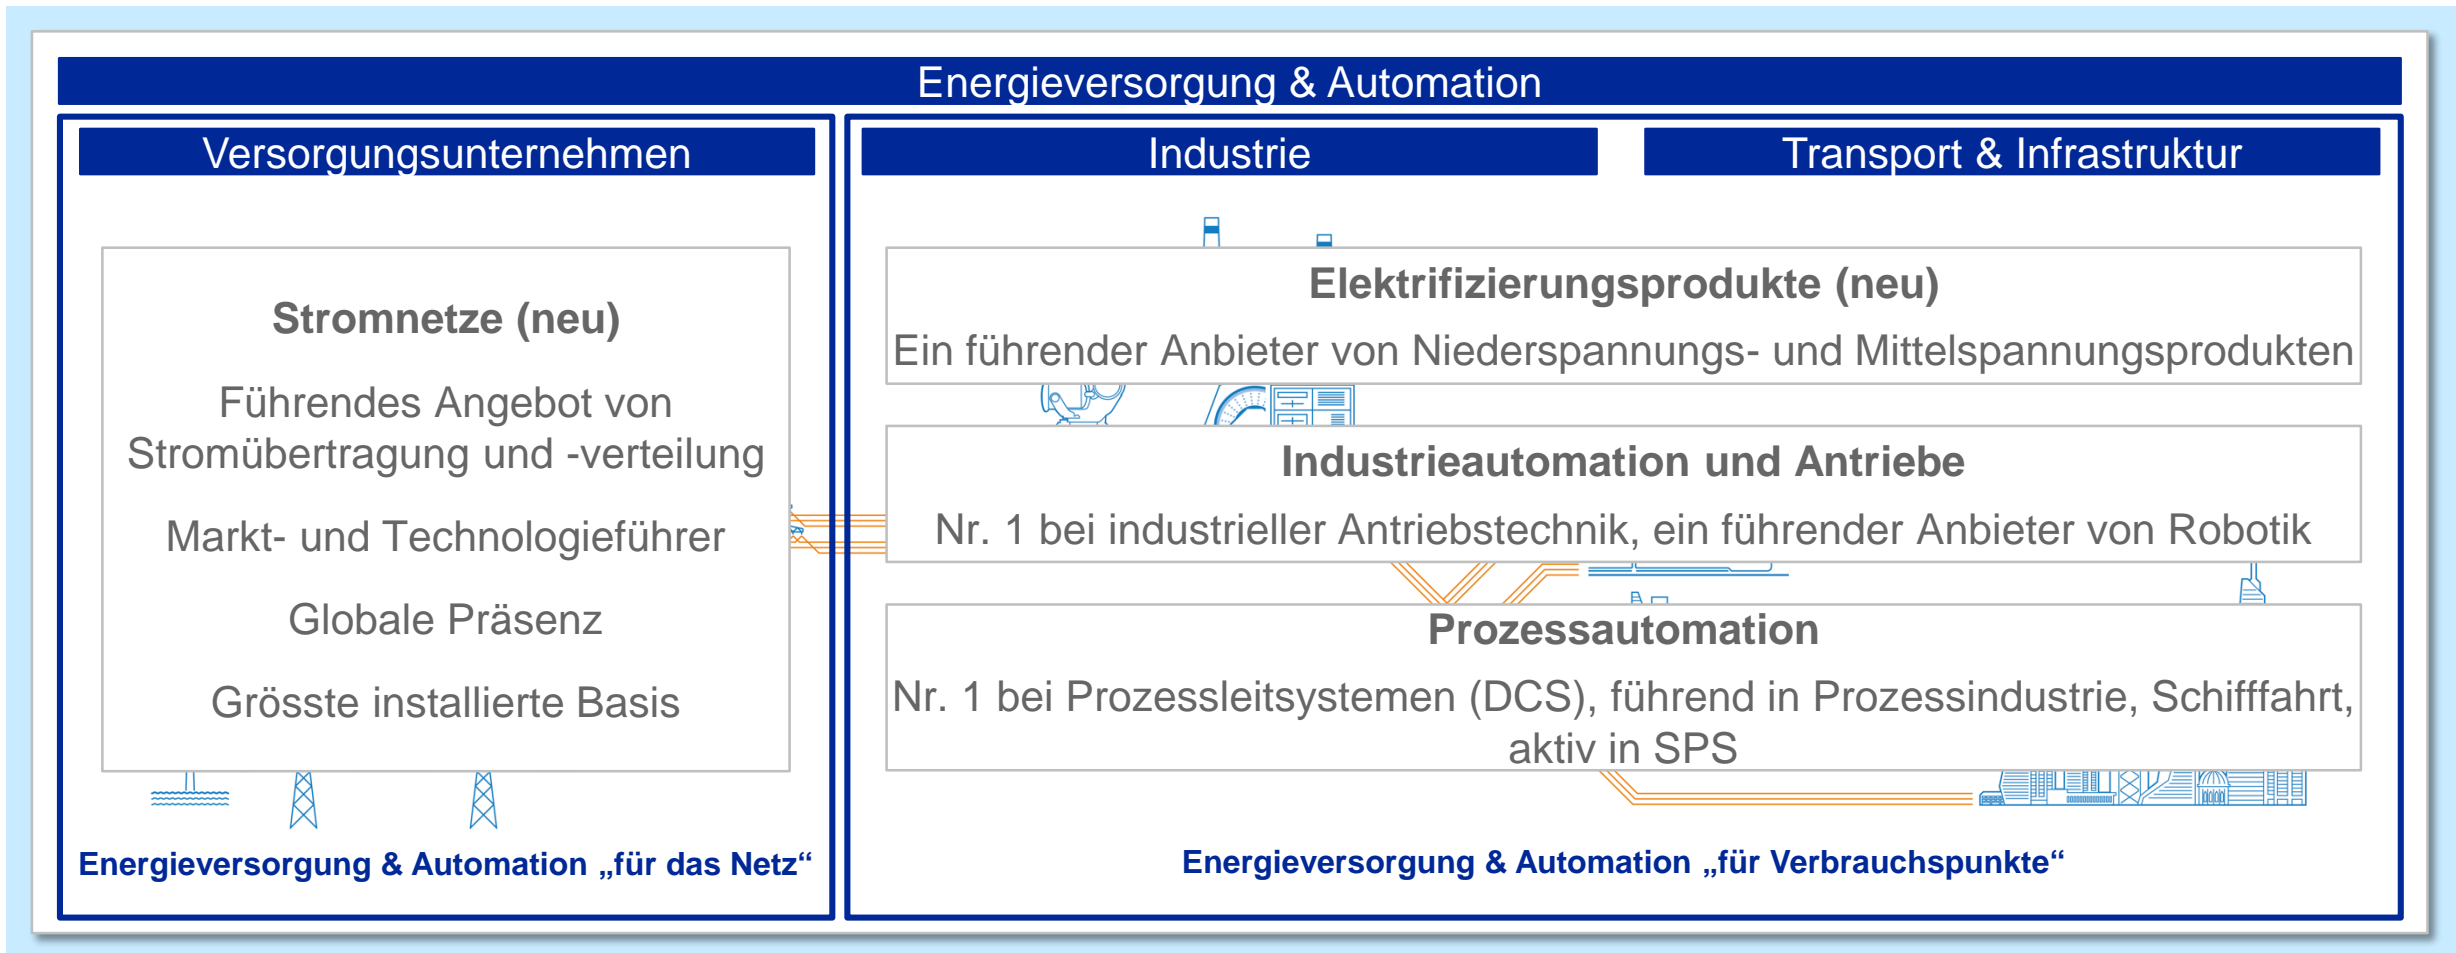 Energieversorgung & Automation
Versorgungsunternehmen
Stromnetze (neu)
Führendes Angebot von
Stromübertragung und -verteilung
Markt- und Technologieführer
Globale Präsenz
Grösste installierte Basis
Energieversorgung & Automation „für das Netz“
Industrie
Transport & Infrastruktur
Elektrifizierungsprodukte (neu)
Ein führender Anbieter von Niederspannungs- und Mittelspannungsprodukten
Industrieautomation und Antriebe
Nr. 1 bei industrieller Antriebstechnik, ein führender Anbieter von Robotik
Prozessautomation
Nr. 1 bei Prozessleitsystemen (DCS), führend in Prozessindustrie, Schifffahrt,
aktiv in SPS
Energieversorgung & Automation „für Verbrauchspunkte“